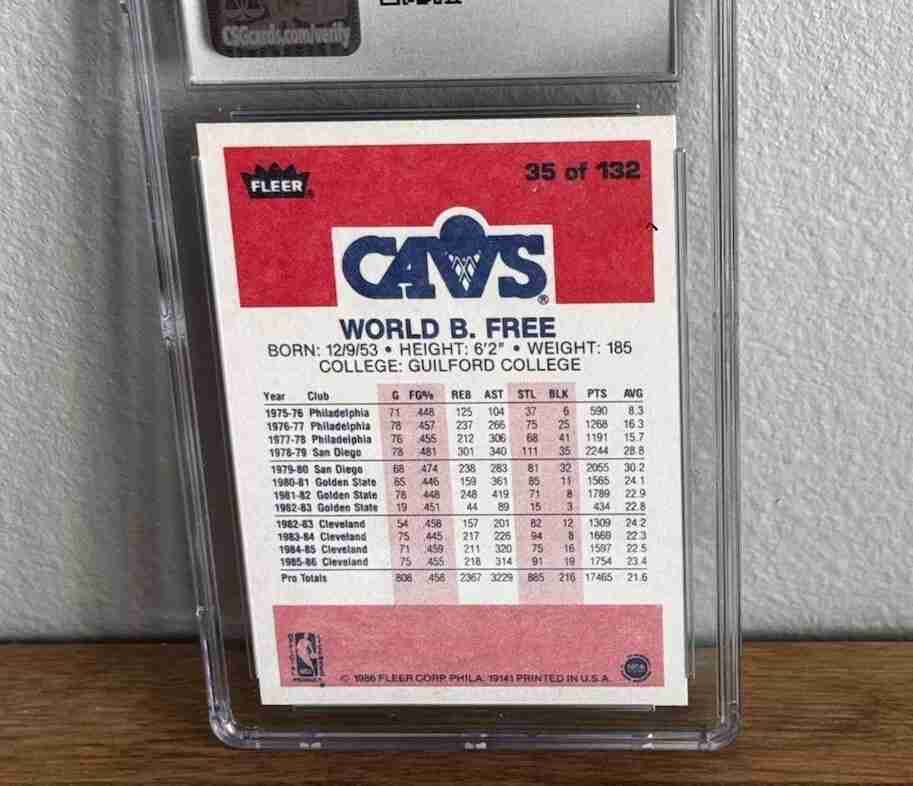 CSGcards.com/verify
FLEER
35 of 132
CAVS ®
WORLD B. FREE
BORN: 12/9/53 • HEIGHT: 6'2" • WEIGHT: 185
COLLEGE: GUILFORD COLLEGE
Year Club G FG% REB AST STL BLK PTS AVG
1975-76 Philadelphia 71 .448 125 104 37 6 590 8.3
1976-77 Philadelphia 78 .457 237 266 75 25 1268 16.3
1977-78 Philadelphia 76 .455 212 306 68 41 1191 15.7
1978-79 San Diego 78 .481 301 340 111 35 2244 28.8
1979-80 San Diego 68 .474 238 283 81 32 2055 30.2
1980-81 Golden State 65 .446 159 361 85 11 1565 24.1
1981-82 Golden State 78 .448 248 419 71 8 1789 22.9
1982-83 Golden State 19 .451 44 89 15 3 434 22.8
1982-83 Cleveland 54 .458 157 201 82 12 1309 24.2
1983-84 Cleveland 75 .445 217 226 94 8 1669 22.3
1984-85 Cleveland 71 .459 211 320 75 16 1597 22.5
1985-86 Cleveland 75 .455 218 314 91 19 1754 23.4
Pro Totals 808 .456 2367 3229 885 216 17465 21.6
© 1986 FLEER CORP. PHILA. 19141 PRINTED IN U.S.A.